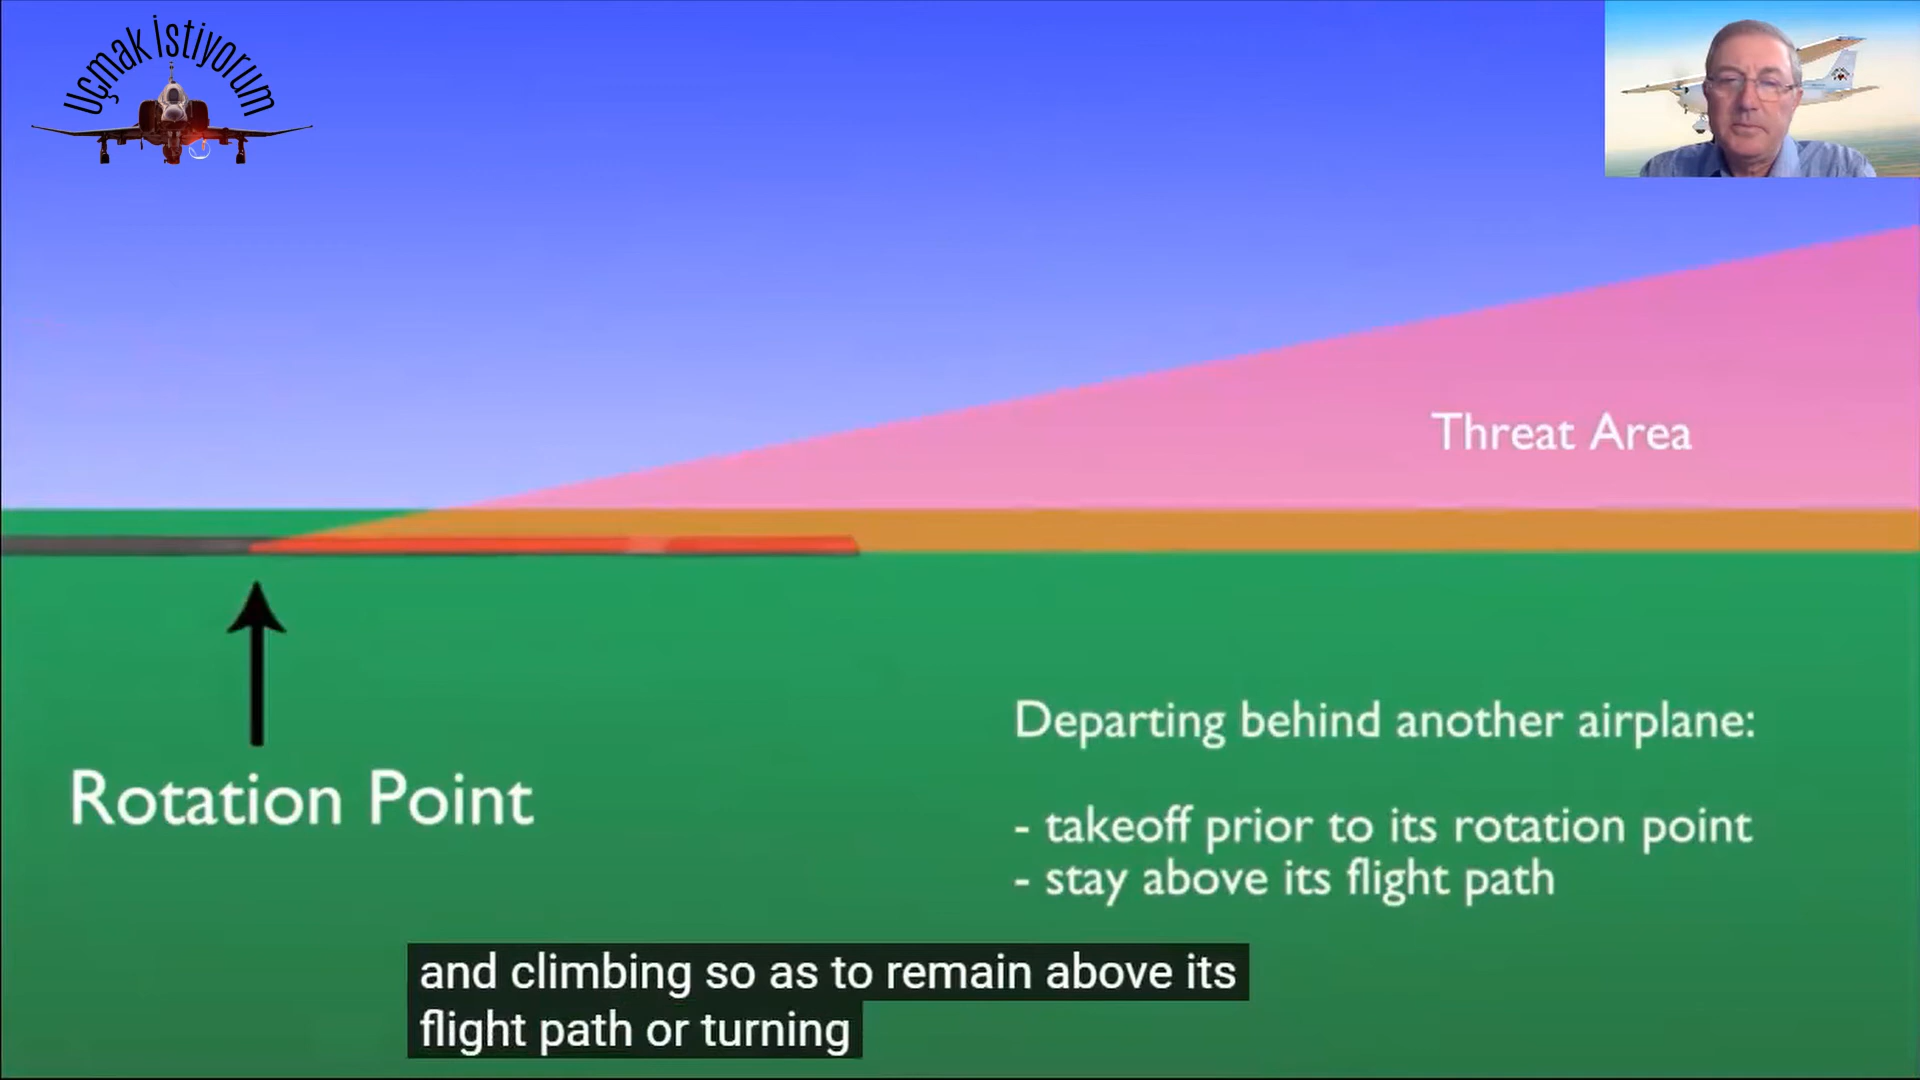 Uçmak İstiyorum
Threat Area
Rotation Point
Departing behind another airplane:
- takeoff prior to its rotation point
- stay above its flight path
and climbing so as to remain above its
flight path or turning